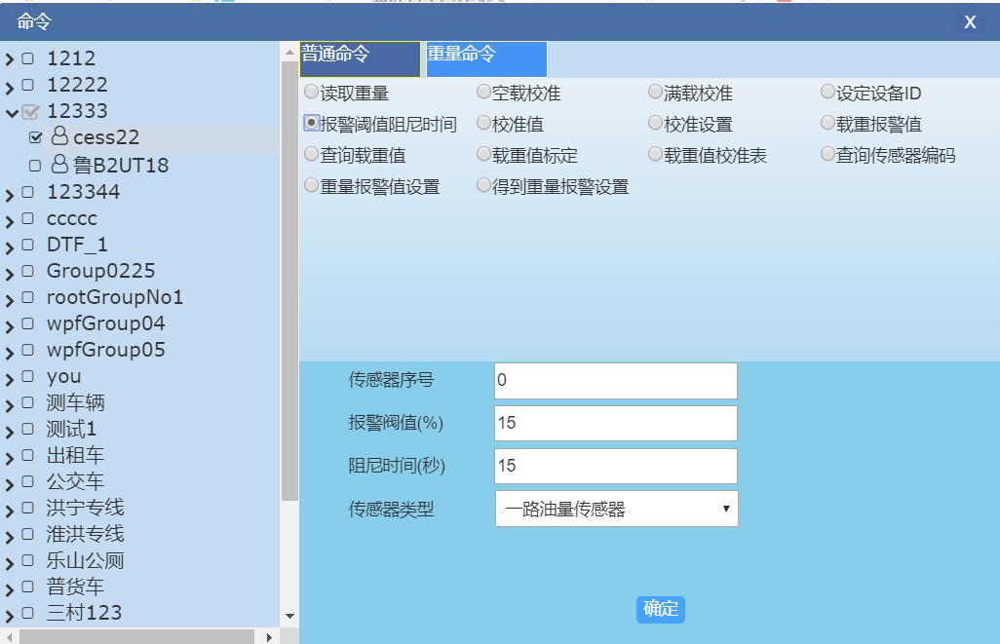 命令
X
1212
12222
12333
cess22
鲁B2UT18
123344
ccccc
DTF_1
Group0225
rootGroupNo1
wpfGroup04
wpfGroup05
you
测车辆
测试1
出租车
公交车
洪宁专线
淮洪专线
乐山公厕
普货车
三村123
普通命令 重量命令
读取重量 空载校准 满载校准 设定设备ID
报警阈值阻尼时间 校准值 校准设置 载重报警值
查询载重值 载重值标定 载重值校准表 查询传感器编码
重量报警值设置 得到重量报警设置
传感器序号 0
报警阀值(%) 15
阻尼时间(秒) 15
传感器类型 一路油量传感器
确定